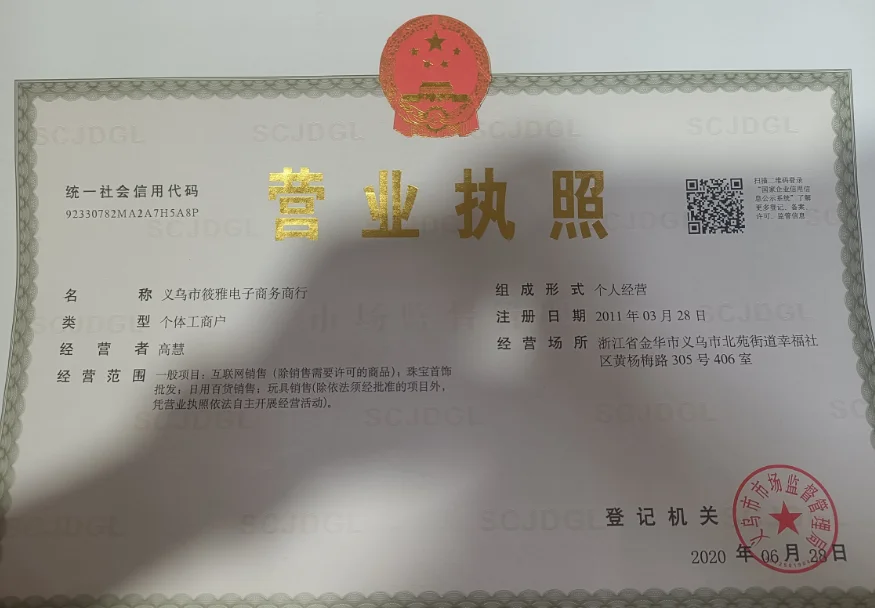 统一社会信用代码
92330782MA2A7H5A8P
营业执照
扫描二维码登录
“国家企业信用信
息公示系统”了解
更多登记、备案、
许可、监管信息
名 称 义乌市筱雅电子商务商行
类 型 个体工商户
经 营 者 高慧
经 营 范 围 一般项目：互联网销售（除销售需要许可的商品）；珠宝首饰
批发；日用百货销售；玩具销售(除依法须经批准的项目外，
凭营业执照依法自主开展经营活动)。
组 成 形 式 个人经营
注 册 日 期 2011 年 03 月 28 日
经 营 场 所 浙江省金华市义乌市北苑街道幸福社
区黄杨梅路 305 号 406 室
登 记 机 关
义乌市市场监督管理局
2020 年 06 月 28 日
SCJDGL
SCJDGL
SCJDGL
SCJDGL
SCJDGL
SCJDGL
SCJDGL
SCJDGL